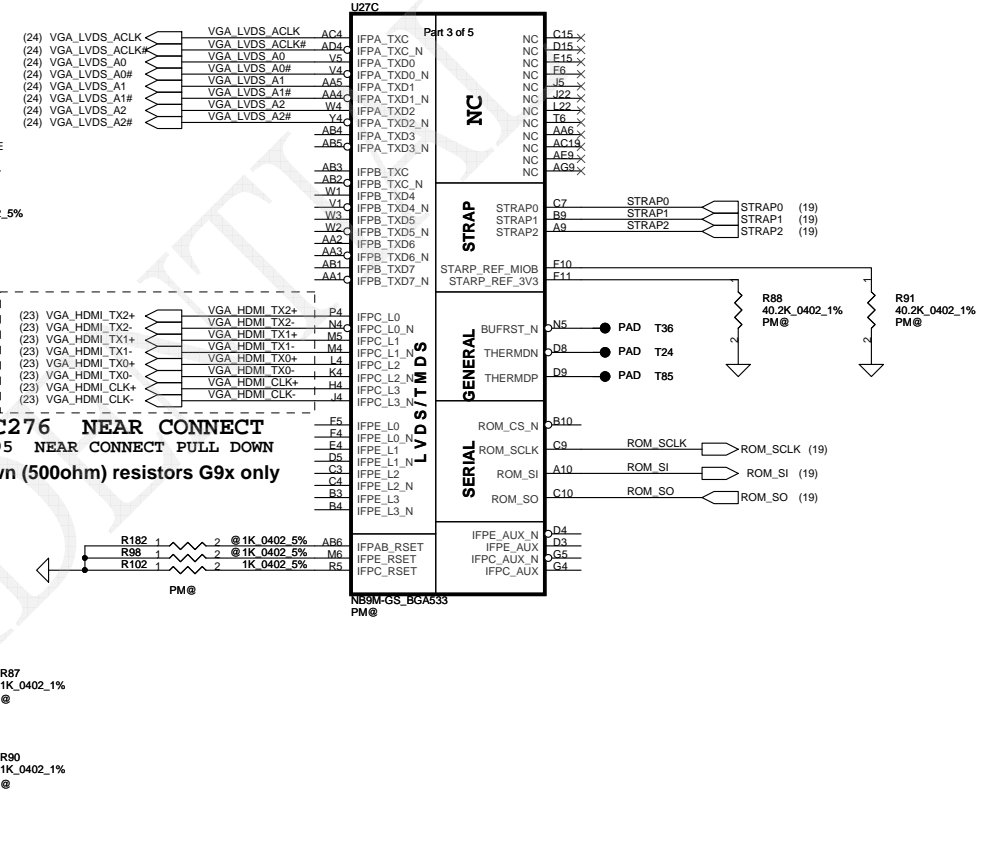 U27C
Part 3 of 5
(24) VGA_LVDS_ACLK VGA_LVDS_ACLK AC4 IFPA_TXC
(24) VGA_LVDS_ACLK# VGA_LVDS_ACLK# AD4 IFPA_TXC_N
(24) VGA_LVDS_A0 VGA_LVDS_A0 V5 IFPA_TXD0
(24) VGA_LVDS_A0# VGA_LVDS_A0# V4 IFPA_TXD0_N
(24) VGA_LVDS_A1 VGA_LVDS_A1 AA5 IFPA_TXD1
(24) VGA_LVDS_A1# VGA_LVDS_A1# AA4 IFPA_TXD1_N
(24) VGA_LVDS_A2 VGA_LVDS_A2 W4 IFPA_TXD2
(24) VGA_LVDS_A2# VGA_LVDS_A2# Y4 IFPA_TXD2_N
AB4 IFPA_TXD3
AB5 IFPA_TXD3_N
AB3 IFPB_TXC
AB2 IFPB_TXC_N
W1 IFPB_TXD4
V1 IFPB_TXD4_N
W3 IFPB_TXD5
W2 IFPB_TXD5_N
AA2 IFPB_TXD6
AA3 IFPB_TXD6_N
AB1 IFPB_TXD7
AA1 IFPB_TXD7_N
(23) VGA_HDMI_TX2+ VGA_HDMI_TX2+ P4 IFPC_L0
(23) VGA_HDMI_TX2- VGA_HDMI_TX2- N4 IFPC_L0_N
(23) VGA_HDMI_TX1+ VGA_HDMI_TX1+ M5 IFPC_L1
(23) VGA_HDMI_TX1- VGA_HDMI_TX1- M4 IFPC_L1_N
(23) VGA_HDMI_TX0+ VGA_HDMI_TX0+ L4 IFPC_L2
(23) VGA_HDMI_TX0- VGA_HDMI_TX0- K4 IFPC_L2_N
(23) VGA_HDMI_CLK+ VGA_HDMI_CLK+ H4 IFPC_L3
(23) VGA_HDMI_CLK- VGA_HDMI_CLK- J4 IFPC_L3_N
C276 NEAR CONNECT
5 NEAR CONNECT PULL DOWN
wn (500ohm) resistors G9x only
F5 IFPE_L0
F4 IFPE_L0_N
E4 IFPE_L1
D5 IFPE_L1_N
C3 IFPE_L2
C4 IFPE_L2_N
B3 IFPE_L3
B4 IFPE_L3_N
LVDS/TMDS
R182 1 2 @1K_0402_5% AB6 IFPAB_RSET
R98 1 2 @1K_0402_5% M6 IFPE_RSET
R102 1 2 1K_0402_5% R5 IFPC_RSET
PM@
NC
NC C15
NC D15
NC E15
NC F6
NC J5
NC J22
NC L22
NC T6
NC AA6
NC AC19
NC AE9
NC AG9
STRAP
STRAP0 C7 STRAP0 STRAP0 (19)
STRAP1 B9 STRAP1 STRAP1 (19)
STRAP2 A9 STRAP2 STRAP2 (19)
STARP_REF_MIOB F10
STARP_REF_3V3 F11
1 2 R88
40.2K_0402_1%
PM@
1 2 R91
40.2K_0402_1%
PM@
GENERAL
BUFRST_N N5 PAD T36
THERMDN D8 PAD T24
THERMDP D9 PAD T85
SERIAL
ROM_CS_N B10
ROM_SCLK C9 ROM_SCLK ROM_SCLK (19)
ROM_SI A10 ROM_SI ROM_SI (19)
ROM_SO C10 ROM_SO ROM_SO (19)
IFPE_AUX_N D4
IFPE_AUX D3
IFPC_AUX_N G5
IFPC_AUX G4
NB9M-GS_BGA533
PM@
_5%
R87
1K_0402_1%
@
R90
1K_0402_1%
@